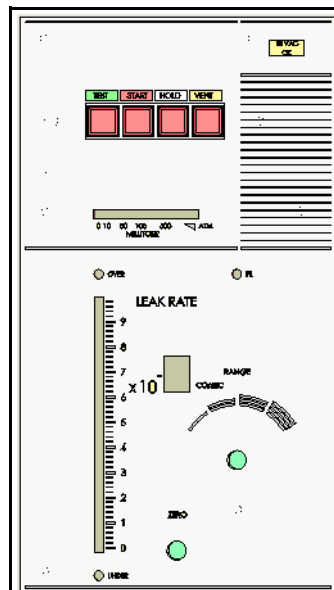 TEST START HOLD VENT
0 10 50 100 500 ATM
MILLITORR
OVER
LEAK RATE
9
8
7
6
5
4
3
2
1
0
x 10 -
RANGE
COARSE
ZERO
UNDER